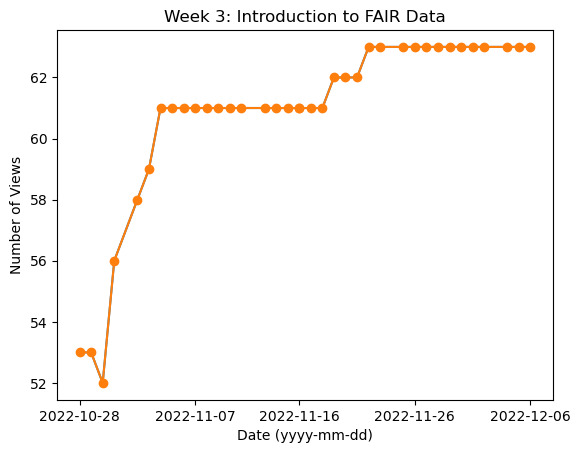 Week 3: Introduction to FAIR Data
Number of Views
62
60
58
56
54
52
2022-10-28 2022-11-07 2022-11-16 2022-11-26 2022-12-06
Date (yyyy-mm-dd)